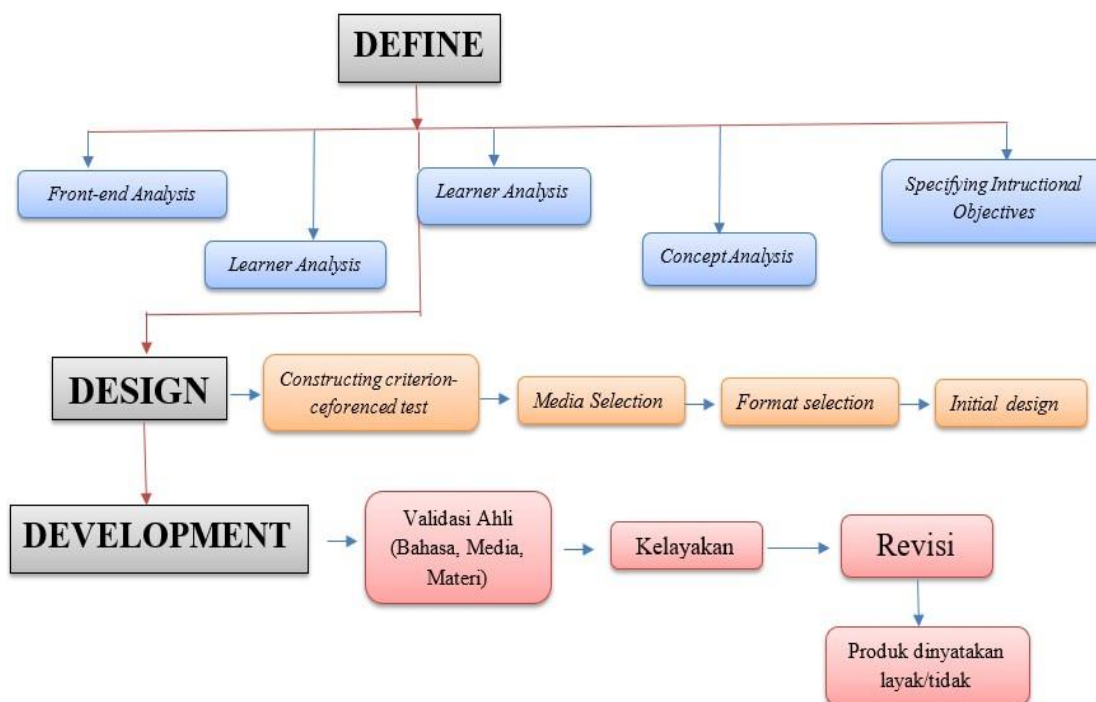 DEFINE
Front-end Analysis
Learner Analysis
Learner Analysis
Concept Analysis
Specifying Intructional
Objectives
DESIGN
Constructing criterion-
ceforenced test
Media Selection
Format selection
Initial design
DEVELOPMENT
Validasi Ahli
(Bahasa, Media,
Materi)
Kelayakan
Revisi
Produk dinyatakan
layak/tidak